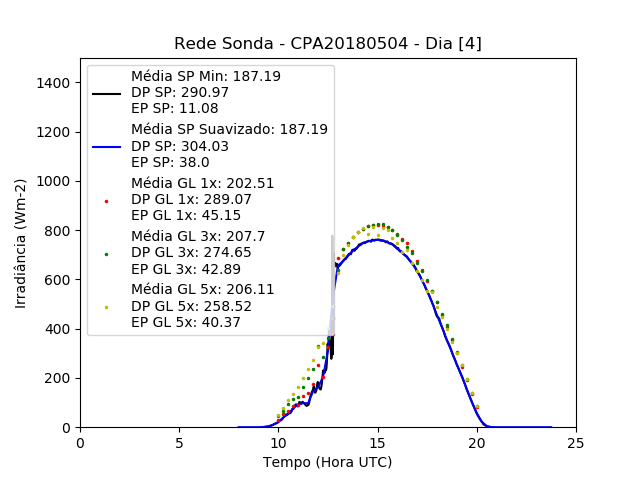 Rede Sonda - CPA20180504 - Dia [4]
Irradiância (Wm-2)
1400
1200
1000
800
600
400
200
0
Média SP Min: 187.19
DP SP: 290.97
EP SP: 11.08
Média SP Suavizado: 187.19
DP SP: 304.03
EP SP: 38.0
Média GL 1x: 202.51
DP GL 1x: 289.07
EP GL 1x: 45.15
Média GL 3x: 207.7
DP GL 3x: 274.65
EP GL 3x: 42.89
Média GL 5x: 206.11
DP GL 5x: 258.52
EP GL 5x: 40.37
0 5 10 15 20 25
Tempo (Hora UTC)